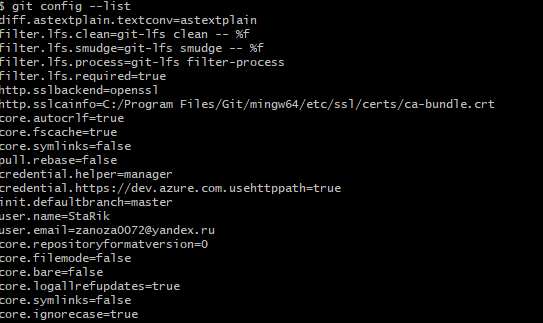 $ git config --list
diff.astextplain.textconv=astextplain
filter.lfs.clean=git-lfs clean -- %f
filter.lfs.smudge=git-lfs smudge -- %f
filter.lfs.process=git-lfs filter-process
filter.lfs.required=true
http.sslbackend=openssl
http.sslcainfo=C:/Program Files/Git/mingw64/etc/ssl/certs/ca-bundle.crt
core.autocrlf=true
core.fscache=true
core.symlinks=false
pull.rebase=false
credential.helper=manager
credential.https://dev.azure.com.usehttppath=true
init.defaultbranch=master
user.name=StaRik
user.email=zanoza0072@yandex.ru
core.repositoryformatversion=0
core.filemode=false
core.bare=false
core.logallrefupdates=true
core.symlinks=false
core.ignorecase=true